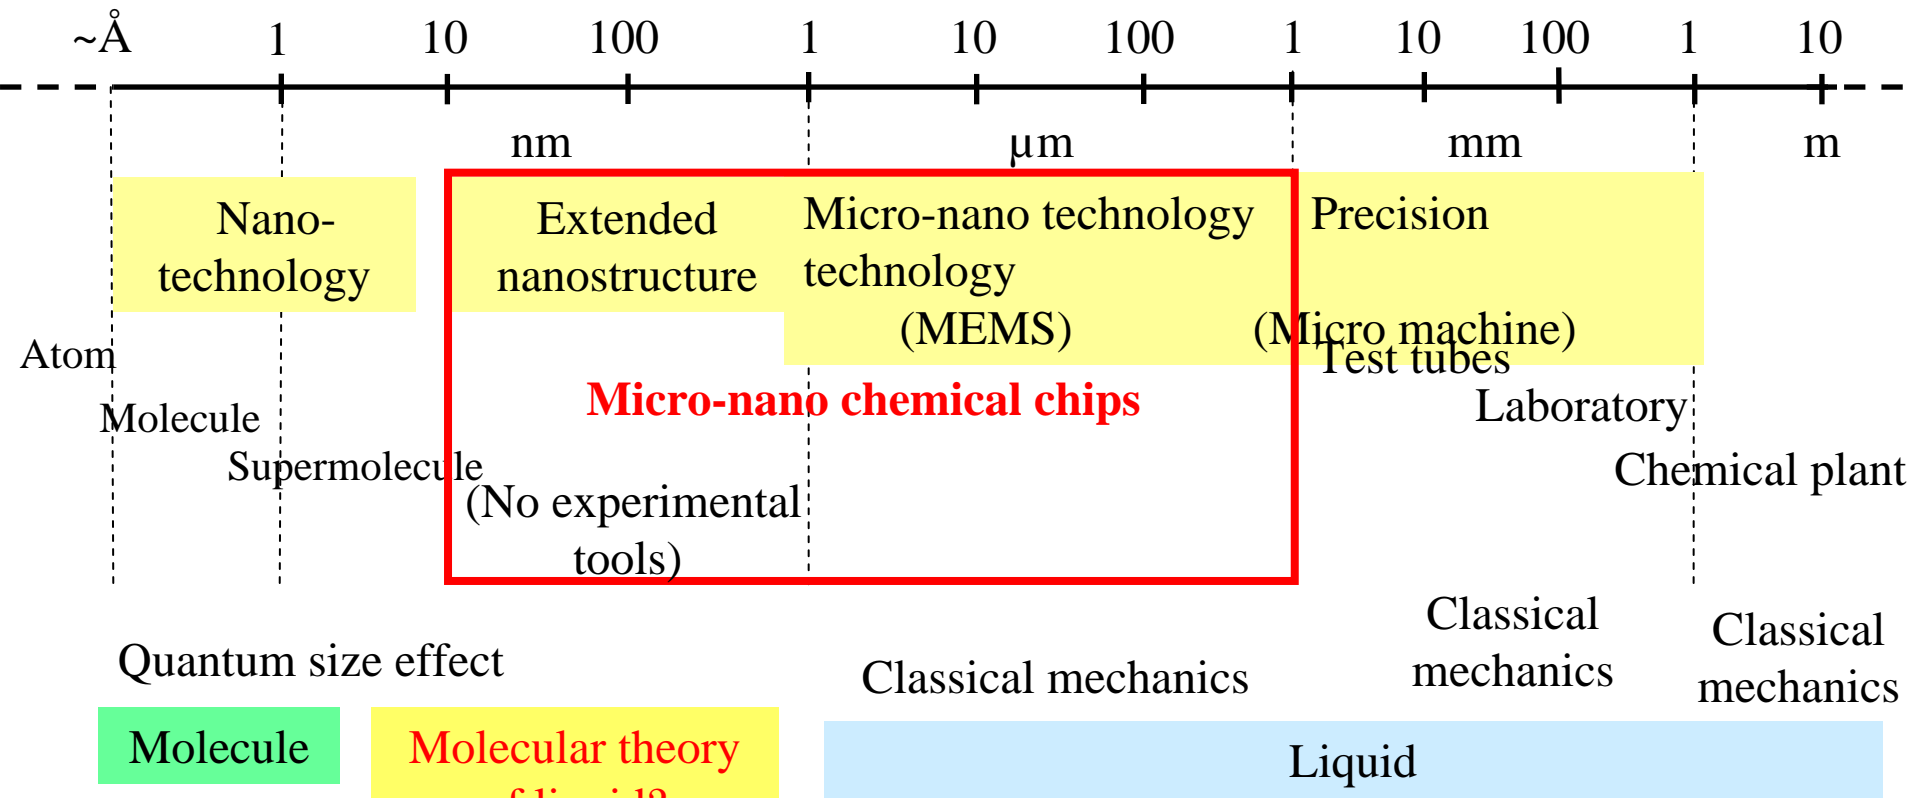 ~Å 1 10 100 1 10 100 1 10 100 1 10
nm µm mm m
Nano-
technology
Extended
nanostructure
Micro-nano technology
technology
(MEMS)
Precision
(Micro machine)
Atom
Molecule
Supermolecule
Test tubes
Laboratory
Chemical plant
Micro-nano chemical chips
(No experimental
tools)
Quantum size effect
Classical mechanics
Classical
mechanics
Classical
mechanics
Molecule
Molecular theory
of liquid?
Liquid